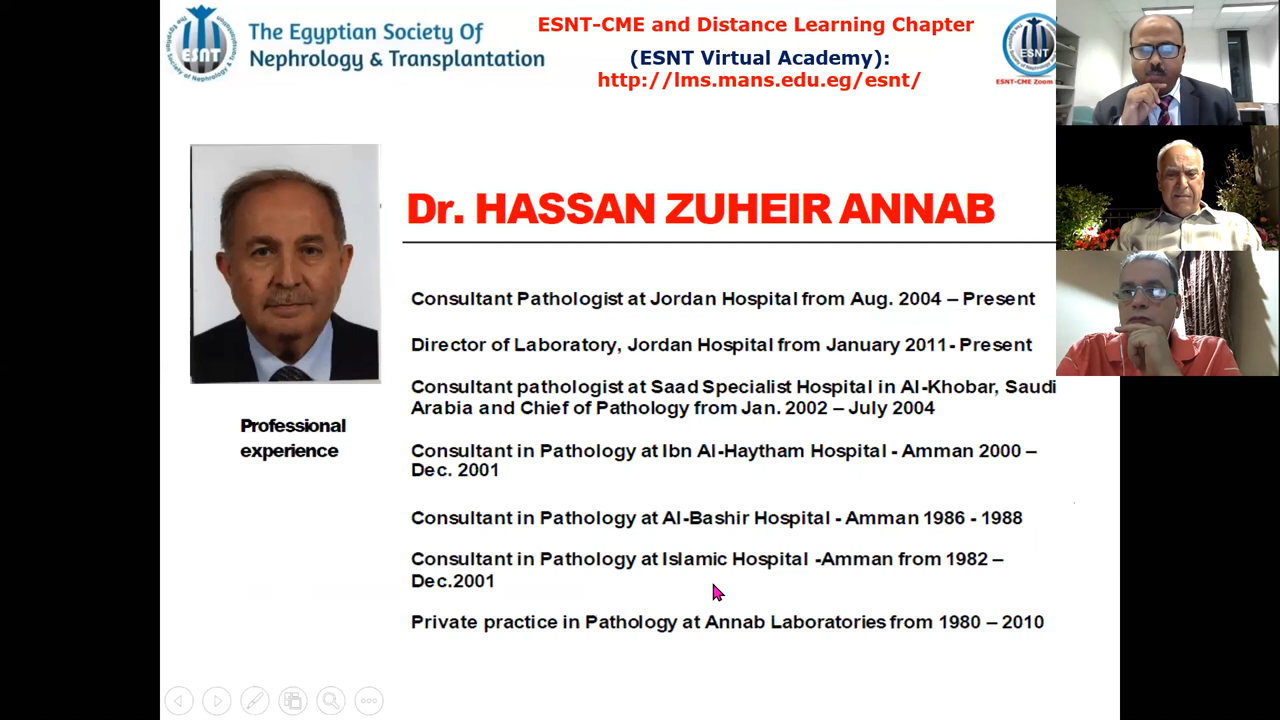 The Egyptian Society Of
Nephrology & Transplantation
ESNT
ESNT-CME and Distance Learning Chapter
(ESNT Virtual Academy):
http://lms.mans.edu.eg/esnt/
ESNT
ESNT-CME Zoom
Dr. HASSAN ZUHEIR ANNAB
Consultant Pathologist at Jordan Hospital from Aug. 2004 – Present
Director of Laboratory, Jordan Hospital from January 2011- Present
Consultant pathologist at Saad Specialist Hospital in Al-Khobar, Saudi
Arabia and Chief of Pathology from Jan. 2002 – July 2004
Professional
experience
Consultant in Pathology at Ibn Al-Haytham Hospital - Amman 2000 –
Dec. 2001
Consultant in Pathology at Al-Bashir Hospital - Amman 1986 - 1988
Consultant in Pathology at Islamic Hospital -Amman from 1982 –
Dec.2001
Private practice in Pathology at Annab Laboratories from 1980 – 2010